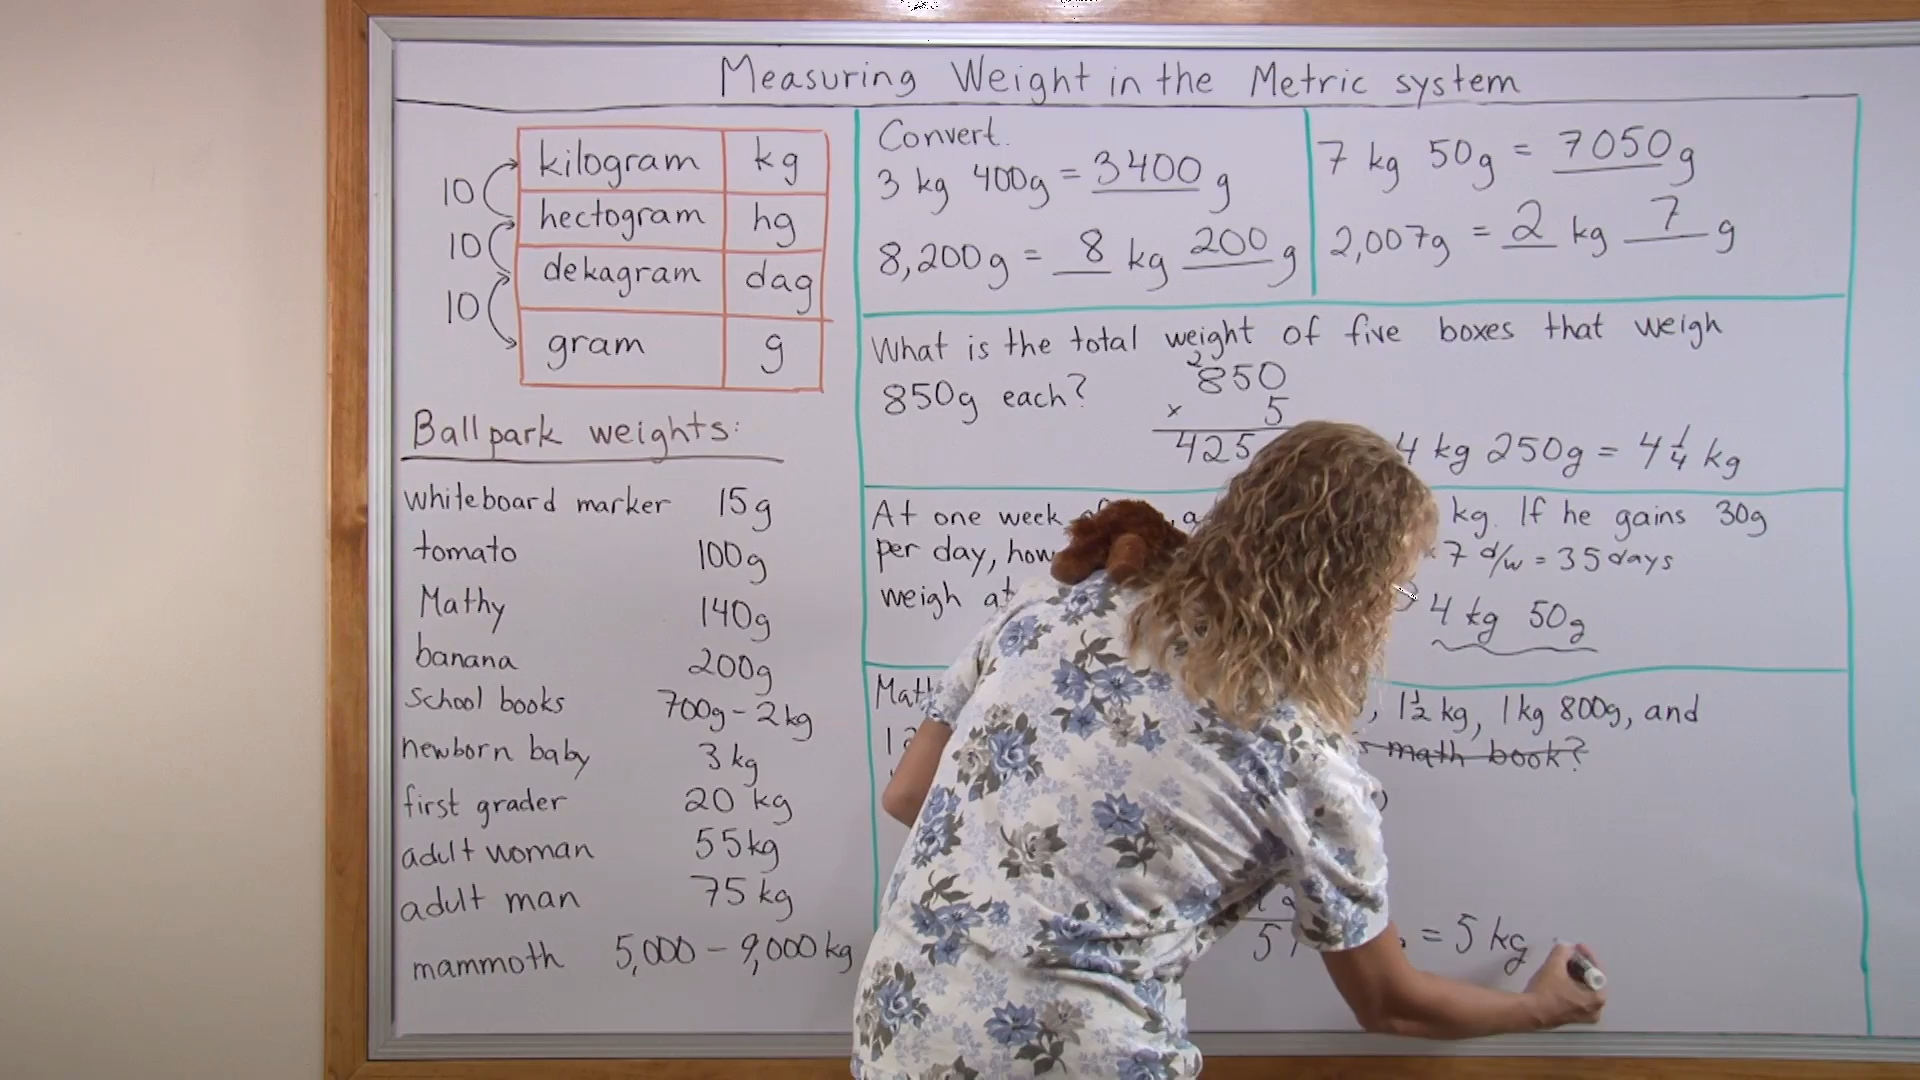 Measuring Weight in the Metric system
10
10
10
kilogram kg
hectogram hg
dekagram dag
gram g
Ballpark weights:
whiteboard marker 15g
tomato 100g
Mathy 140g
banana 200g
school books 700g - 2kg
newborn baby 3 kg
first grader 20 kg
adult woman 55kg
adult man 75 kg
mammoth 5,000 - 9,000 kg
Convert.
3 kg 400g = 3400 g
8,200g = 8 kg 200 g
7 kg 50g = 7050 g
2,007g = 2 kg 7 g
What is the total weight of five boxes that weigh
850g each?
2
850
x 5
425
4 kg 250g = 4 1/4 kg
At one week kg. If he gains 30g
per day, how 7 d/w = 35 days
weigh at
4 kg 50g
, 1 1/2 kg, 1kg 800g, and
math book?
5
= 5 kg